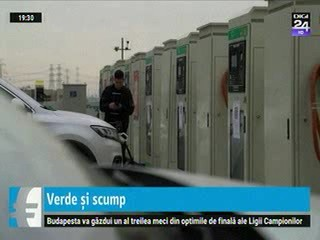 19:30
DIGI
24
HD
Verde și scump
Budapesta va găzdui un al treilea meci din optimile de finală ale Ligii Campionilor